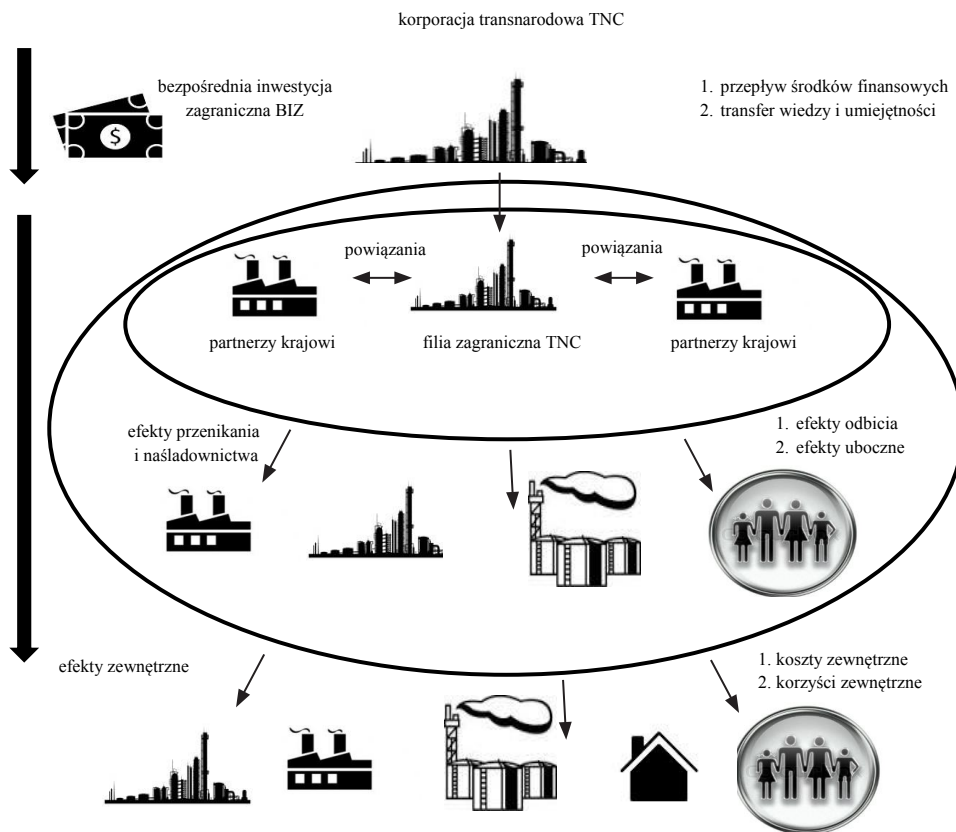 korporacja transnarodowa TNC
bezpośrednia inwestycja
zagraniczna BIZ
$
1. przepływ środków finansowych
2. transfer wiedzy i umiejętności
powiązania
powiązania
partnerzy krajowi
filia zagraniczna TNC
partnerzy krajowi
efekty przenikania
i naśladownictwa
1. efekty odbicia
2. efekty uboczne
efekty zewnętrzne
1. koszty zewnętrzne
2. korzyści zewnętrzne